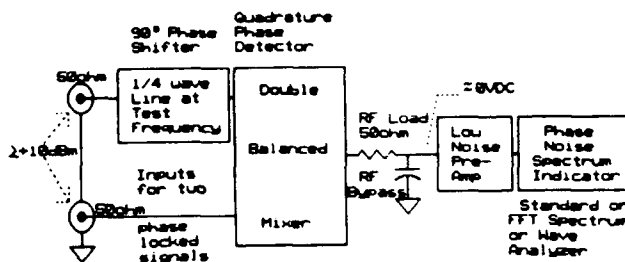 90° Phase
Shifter
Quadrature
Phase
Detector
50ohm
1/4 wave
Line at
Test
Frequency
Double
Balanced
Mixer
≥+10dBm
Inputs
for two
phase
locked
signals
50ohm
RF Load
50ohm
RF
Bypass
≈0VDC
Low
Noise
Pre-
Amp
Phase
Noise
Spectrum
Indicator
Standard or
FFT Spectrum
or Wave
Analyzer